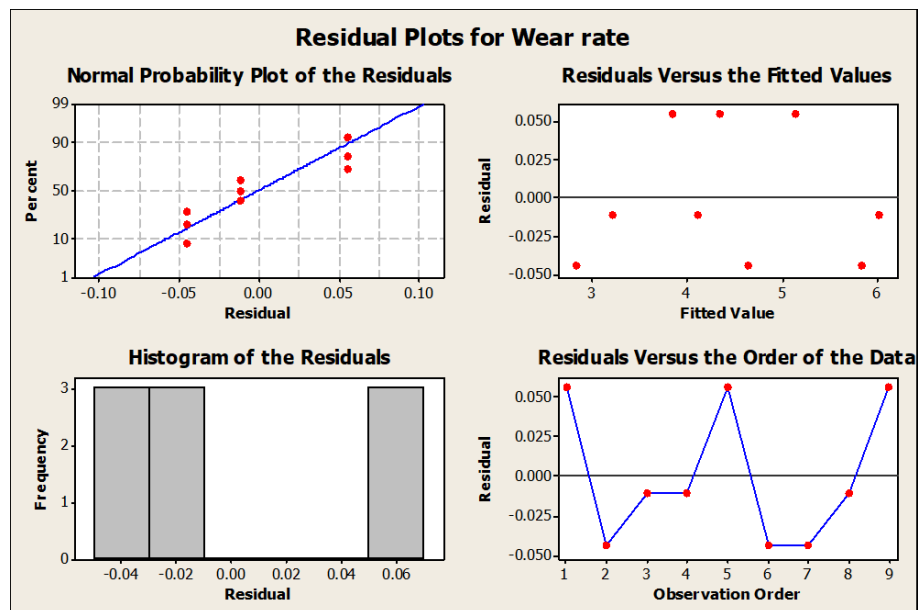 Residual Plots for Wear rate
Normal Probability Plot of the Residuals
99
90
50
10
1
Percent
-0.10 -0.05 0.00 0.05 0.10
Residual
Residuals Versus the Fitted Values
0.050
0.025
0.000
-0.025
-0.050
Residual
3 4 5 6
Fitted Value
Histogram of the Residuals
3
2
1
0
Frequency
-0.04 -0.02 0.00 0.02 0.04 0.06
Residual
Residuals Versus the Order of the Data
0.050
0.025
0.000
-0.025
-0.050
Residual
1 2 3 4 5 6 7 8 9
Observation Order